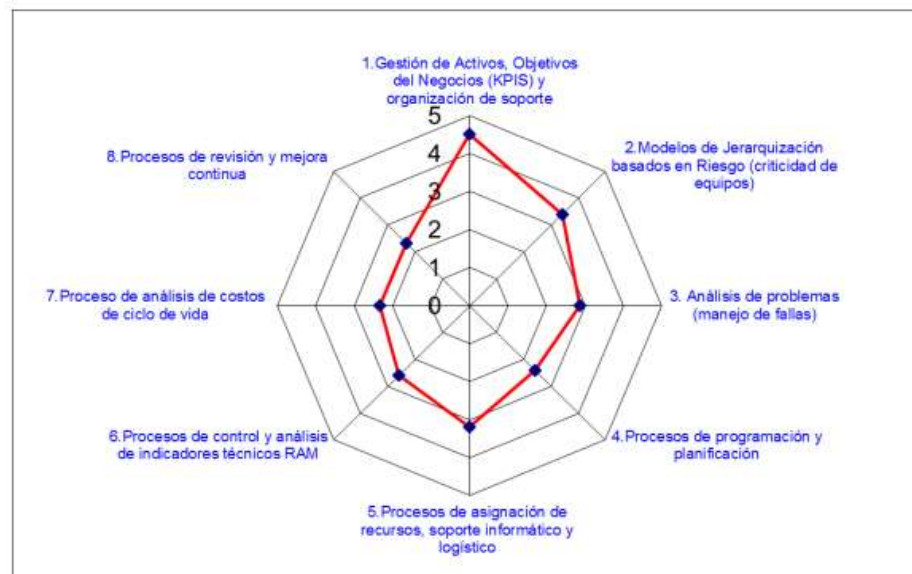 1.Gestión de Activos, Objetivos
del Negocios (KPIS) y
organización de soporte
5
4
3
2
1
0
2.Modelos de Jerarquización
basados en Riesgo (criticidad de
equipos)
3. Análisis de problemas
(manejo de fallas)
4.Procesos de programación y
planificación
5.Procesos de asignación de
recursos, soporte informático y
logístico
6.Procesos de control y análisis
de indicadores técnicos RAM
7.Proceso de análisis de costos
de ciclo de vida
8.Procesos de revisión y mejora
continua